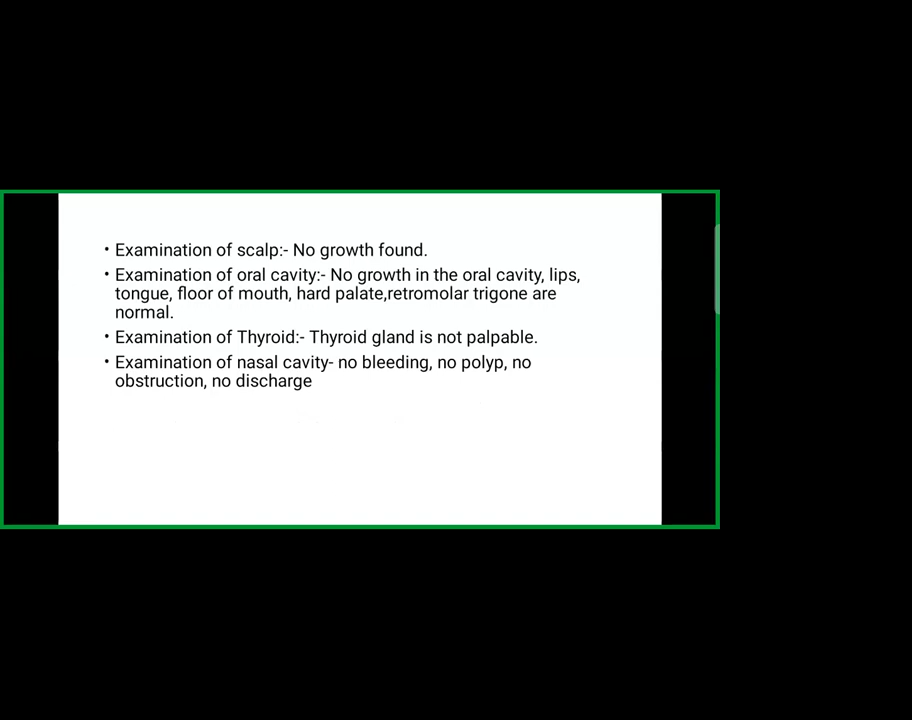 • Examination of scalp:- No growth found.
• Examination of oral cavity:- No growth in the oral cavity, lips,
tongue, floor of mouth, hard palate,retromolar trigone are
normal.
• Examination of Thyroid:- Thyroid gland is not palpable.
• Examination of nasal cavity- no bleeding, no polyp, no
obstruction, no discharge